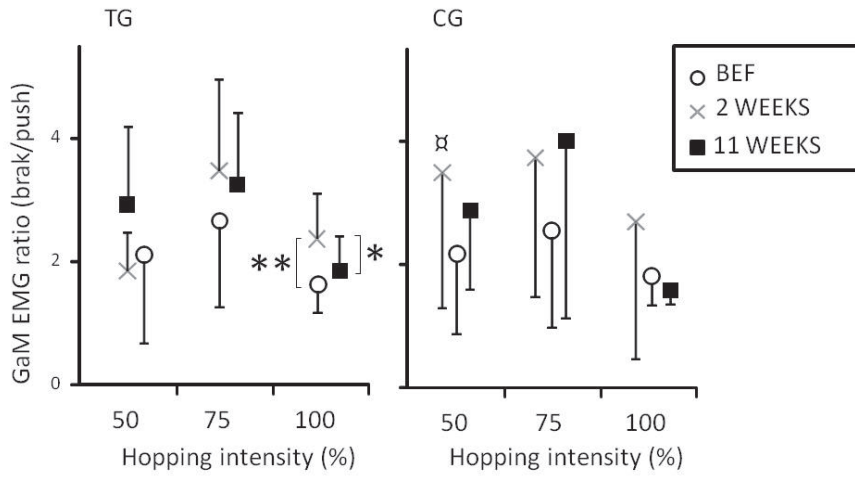 TG
CG
BEF
2 WEEKS
11 WEEKS
GaM EMG ratio (brak/push)
4
2
0
¤
** *
50 75 100
50 75 100
Hopping intensity (%)
Hopping intensity (%)